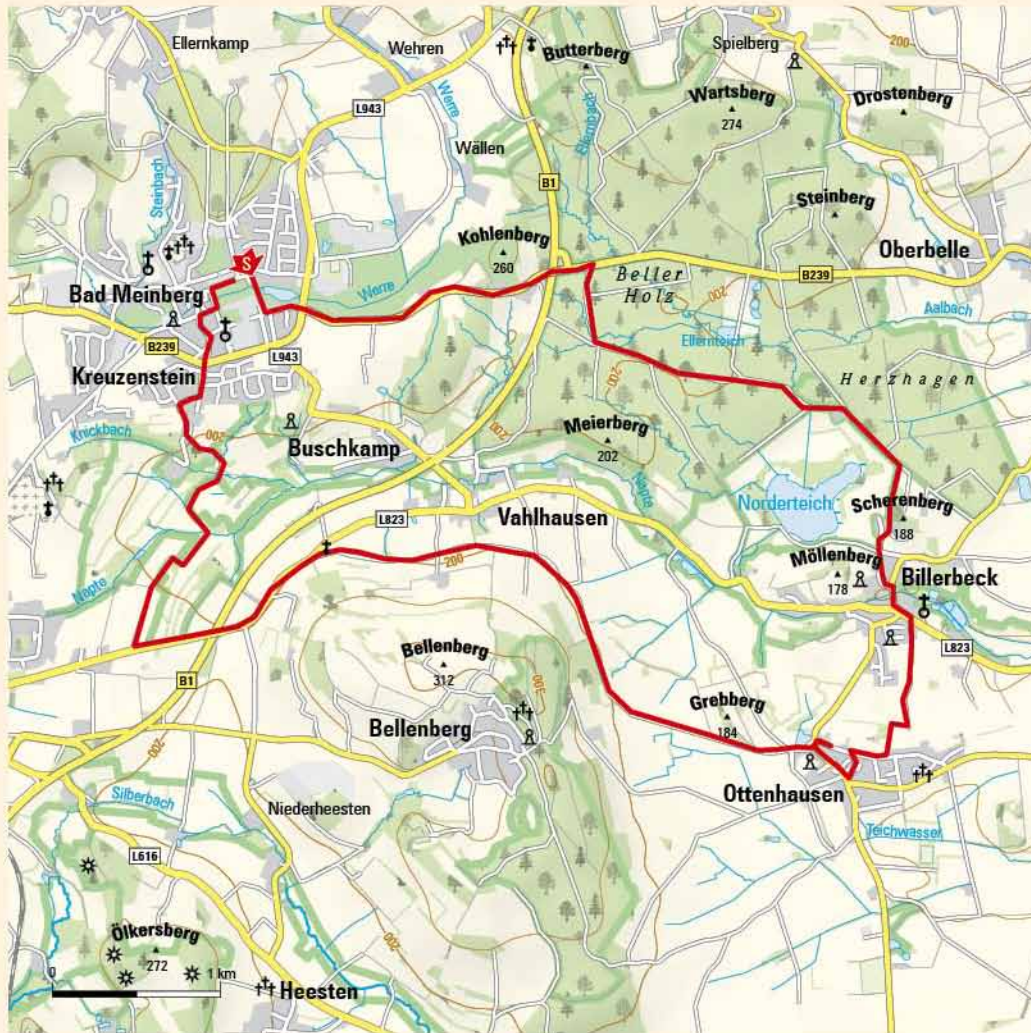 Ellernkamp
Wehren
Butterberg
Spielberg
200
L943
Werre
Ellernbach
Wartsberg
274
Drostenberg
Wällen
Steinbach
B1
Steinberg
Kohlenberg
260
Oberbelle
S
Beller
Holz
B239
Werre
200
Bad Meinberg
Aalbach
Ellernteich
B239
L943
Kreuzenstein
Herzhagen
200
200
Knickbach
200
Meierberg
202
Buschkamp
Napte
Norderteich
Scherenberg
188
L823
Vahlhausen
Möllenberg
178
Billerbeck
200
Napte
L823
Bellenberg
312
B1
300
Grebberg
184
Bellenberg
200
Ottenhausen
Silberbach
Niederheesten
Teichwasser
L616
200
Ölkersberg
272
0
1 km
Heesten